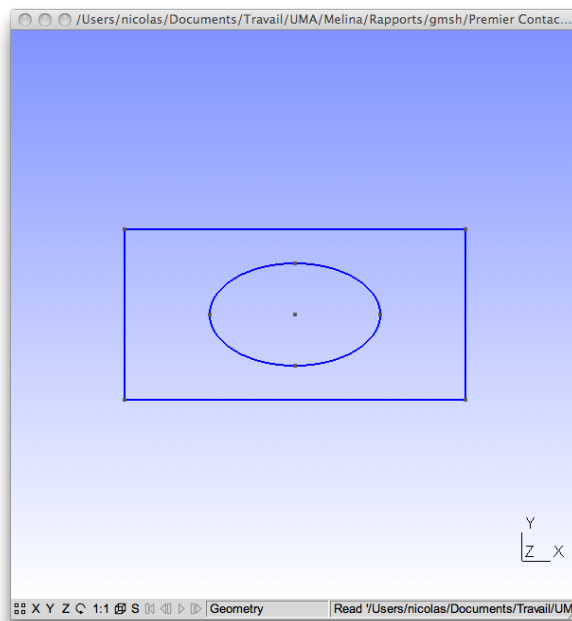 /Users/nicolas/Documents/Travail/UMA/Melina/Rapports/gmsh/Premier Contac...
Y
Z X
X Y Z 1:1 S Geometry Read '/Users/nicolas/Documents/Travail/UM